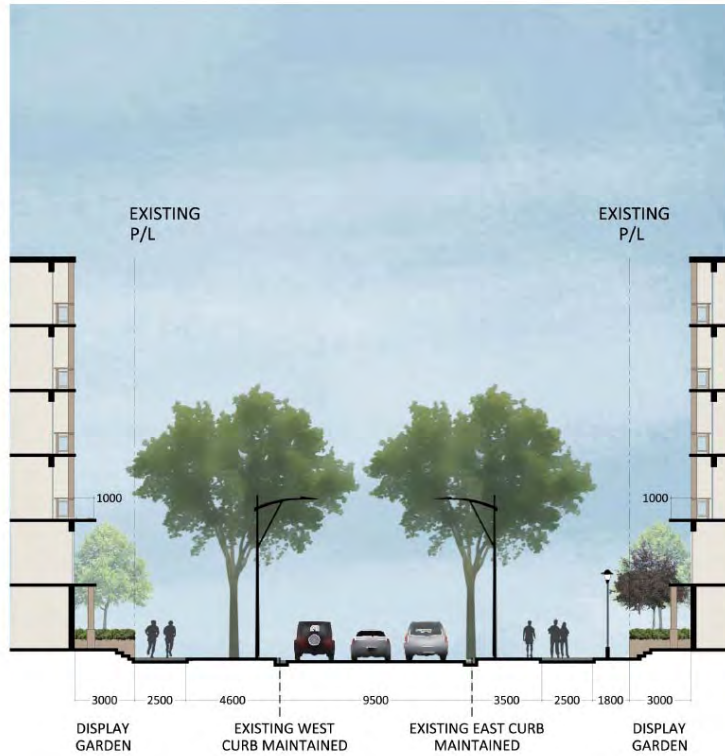 EXISTING
P/L
EXISTING
P/L
1000
1000
3000 2500 4600 9500 3500 2500 1800 3000
DISPLAY
GARDEN
EXISTING WEST
CURB MAINTAINED
EXISTING EAST CURB
MAINTAINED
DISPLAY
GARDEN